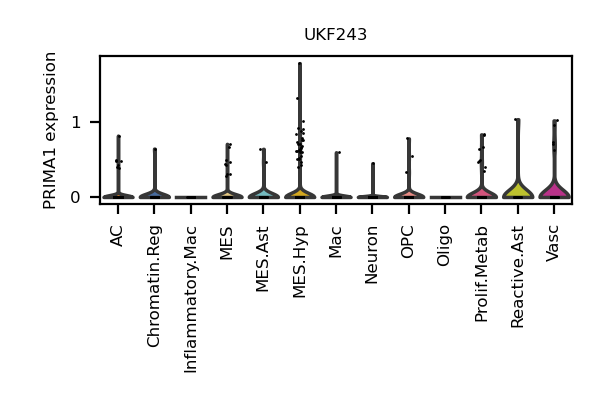 UKF243
PRIMA1 expression
1
0
AC
Chromatin.Reg
Inflammatory.Mac
MES
MES.Ast
MES.Hyp
Mac
Neuron
OPC
Oligo
Prolif.Metab
Reactive.Ast
Vasc